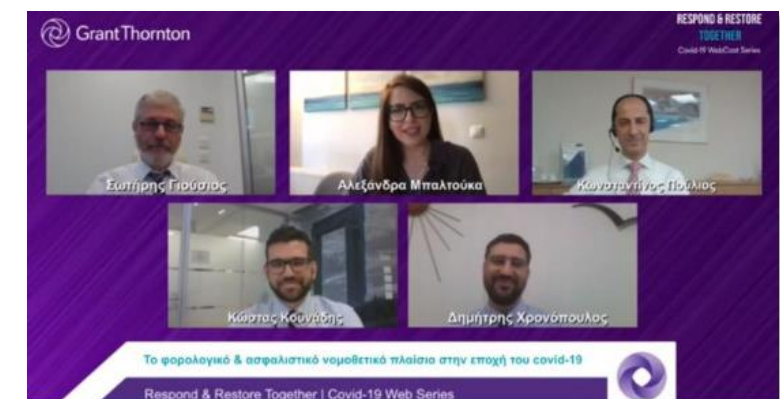 Grant Thornton
RESPOND & RESTORE
TOGETHER
Covid-19 WebCast Series
Σωτήρης Γιούσιος
Αλεξάνδρα Μπαλτούκα
Κωνσταντίνος Πούλιος
Κώστας Κουνάδης
Δημήτρης Χρονόπουλος
Το φορολογικό & ασφαλιστικό νομοθετικό πλαίσιο στην εποχή του covid-19
Respond & Restore Together | Covid-19 Web Series